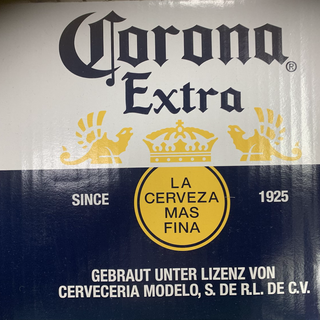 Corona®
Extra
SINCE
LA
CERVEZA
MAS
FINA
1925
GEBRAUT UNTER LIZENZ VON
CERVECERIA MODELO, S. DE R.L. DE C.V.